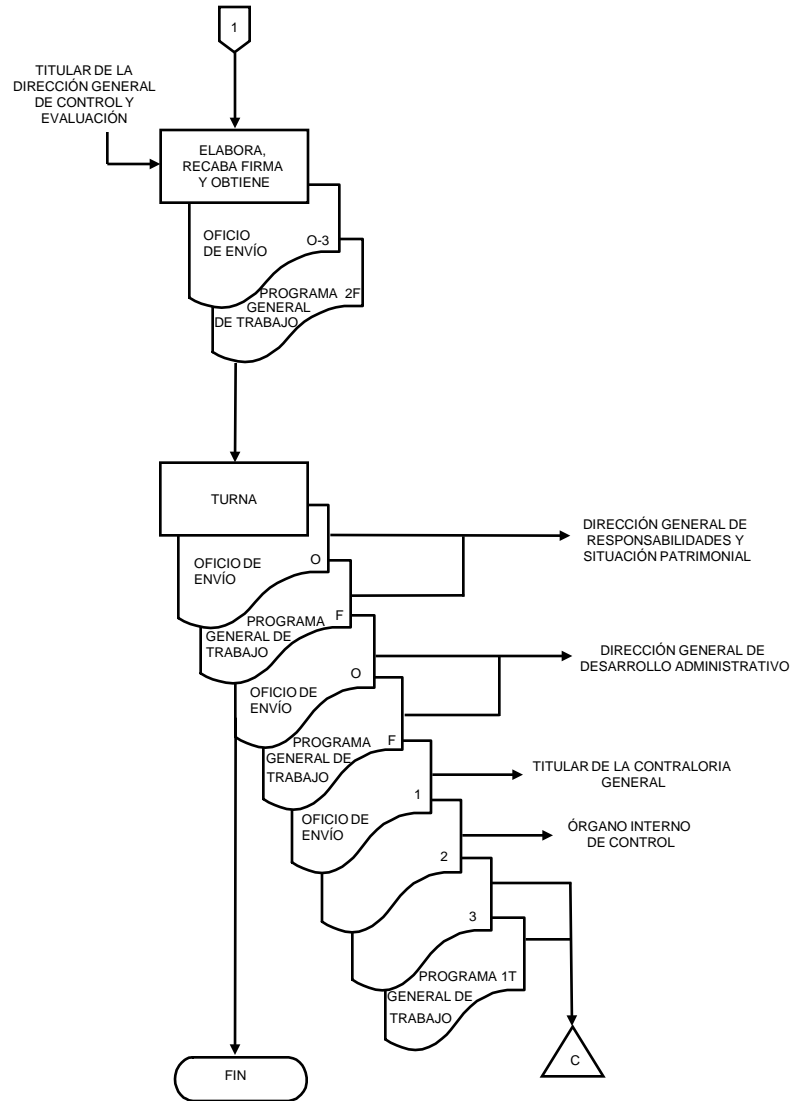 1
TITULAR DE LA
DIRECCIÓN GENERAL
DE CONTROL Y
EVALUACIÓN
ELABORA,
RECABA FIRMA
Y OBTIENE
OFICIO
DE ENVÍO
O-3
PROGRAMA 2F
GENERAL
DE TRABAJO
TURNA
OFICIO DE
ENVÍO
O
DIRECCIÓN GENERAL DE
RESPONSABILIDADES Y
SITUACIÓN PATRIMONIAL
PROGRAMA F
GENERAL DE
TRABAJO
OFICIO DE
ENVÍO
O
DIRECCIÓN GENERAL DE
DESARROLLO ADMINISTRATIVO
PROGRAMA F
GENERAL DE
TRABAJO
OFICIO DE
ENVÍO
1
TITULAR DE LA CONTRALORIA
GENERAL
2
ÓRGANO INTERNO
DE CONTROL
3
PROGRAMA 1T
GENERAL DE
TRABAJO
C
FIN